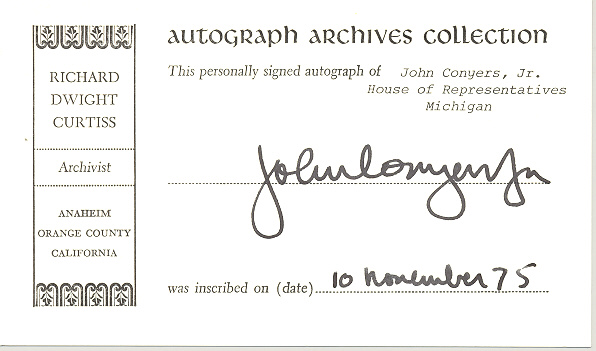 AUTOGRAPH ARCHIVES COLLECTION
RICHARD
DWIGHT
CURTISS
Archivist
ANAHEIM
ORANGE COUNTY
CALIFORNIA
This personally signed autograph of John Conyers, Jr.
House of Representatives
Michigan
John Conyers Jr
was inscribed on (date) 10 November 75